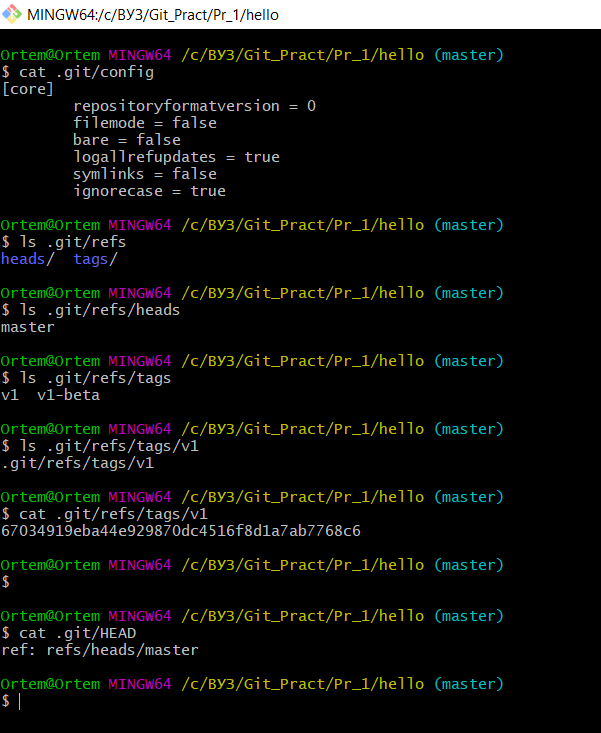 MINGW64:/c/ВУЗ/Git_Pract/Pr_1/hello
Ortem@Ortem MINGW64 /c/ВУЗ/Git_Pract/Pr_1/hello (master)
$ cat .git/config
[core]
        repositoryformatversion = 0
        filemode = false
        bare = false
        logallrefupdates = true
        symlinks = false
        ignorecase = true
Ortem@Ortem MINGW64 /c/ВУЗ/Git_Pract/Pr_1/hello (master)
$ ls .git/refs
heads/  tags/
Ortem@Ortem MINGW64 /c/ВУЗ/Git_Pract/Pr_1/hello (master)
$ ls .git/refs/heads
master
Ortem@Ortem MINGW64 /c/ВУЗ/Git_Pract/Pr_1/hello (master)
$ ls .git/refs/tags
v1  v1-beta
Ortem@Ortem MINGW64 /c/ВУЗ/Git_Pract/Pr_1/hello (master)
$ ls .git/refs/tags/v1
.git/refs/tags/v1
Ortem@Ortem MINGW64 /c/ВУЗ/Git_Pract/Pr_1/hello (master)
$ cat .git/refs/tags/v1
67034919eba44e929870dc4516f8d1a7ab7768c6
Ortem@Ortem MINGW64 /c/ВУЗ/Git_Pract/Pr_1/hello (master)
$
Ortem@Ortem MINGW64 /c/ВУЗ/Git_Pract/Pr_1/hello (master)
$ cat .git/HEAD
ref: refs/heads/master
Ortem@Ortem MINGW64 /c/ВУЗ/Git_Pract/Pr_1/hello (master)
$